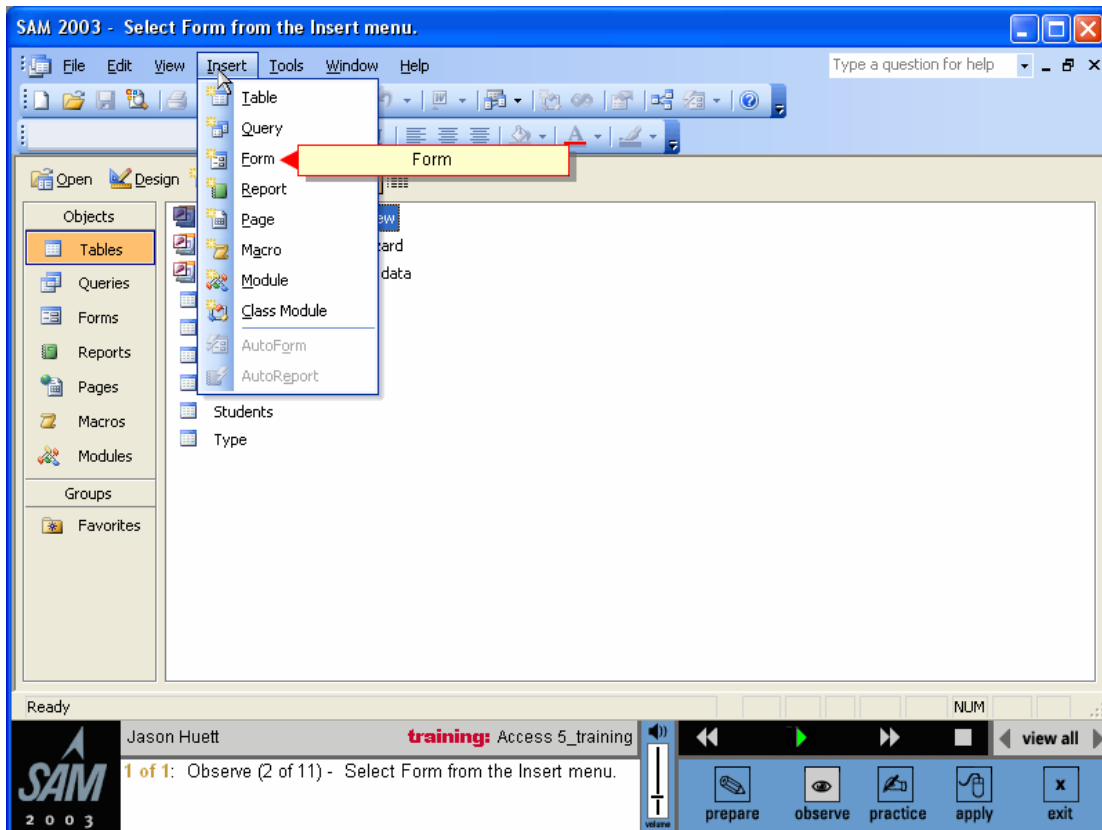 SAM 2003 - Select Form from the Insert menu.
File Edit View Insert Tools Window Help Type a question for help
Table
Query
Form
Form
Report
Page
Macro
Module
Class Module
AutoForm
AutoReport
Open Design
Objects
Tables
Queries
Forms
Reports
Pages
Macros
Modules
Groups
Favorites
ew
zard
data
Students
Type
Ready NUM
Jason Huett training: Access 5_training view all
1 of 1: Observe (2 of 11) - Select Form from the Insert menu.
SAM
2003
volume
prepare observe practice apply exit